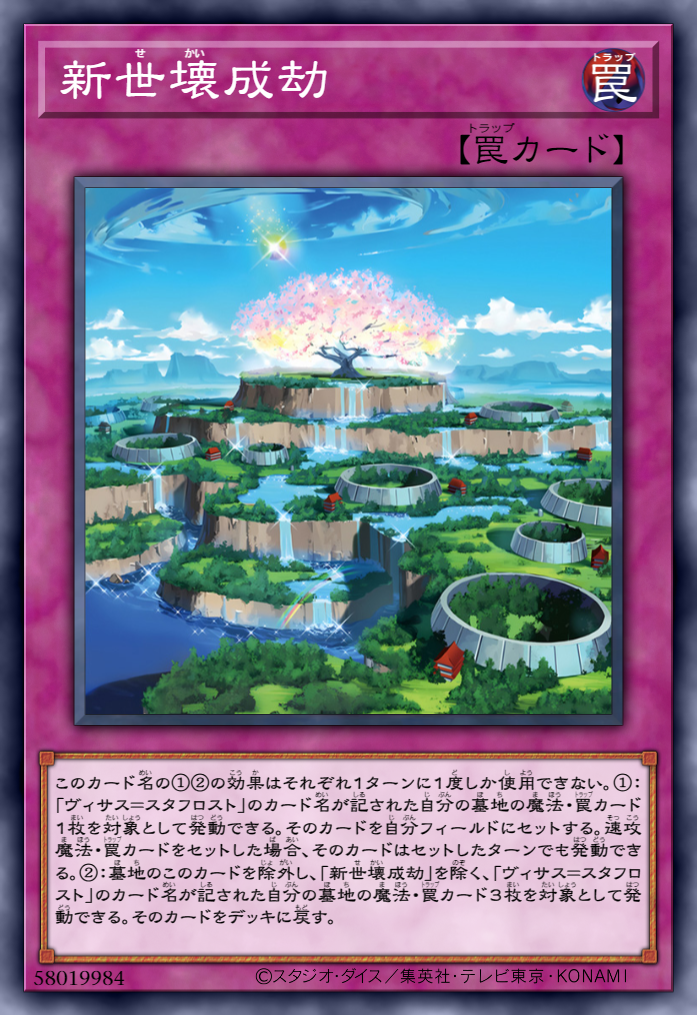 せ かい
新世壊成劫
トラップ
罠
トラップ
【罠カード】
このカード名の①②の効果はそれぞれ1ターンに1度しか使用できない。①：
「ヴィサス＝スタフロスト」のカード名が記された自分の墓地の魔法・罠カード
1枚を対象として発動できる。そのカードを自分フィールドにセットする。速攻
魔法・罠カードをセットした場合、そのカードはセットしたターンでも発動でき
る。②：墓地のこのカードを除外し、「新世壊成劫」を除く、「ヴィサス＝スタフロ
スト」のカード名が記された自分の墓地の魔法・罠カード3枚を対象として発
動できる。そのカードをデッキに戻す。
58019984 ©スタジオ・ダイス／集英社・テレビ東京・KONAMI